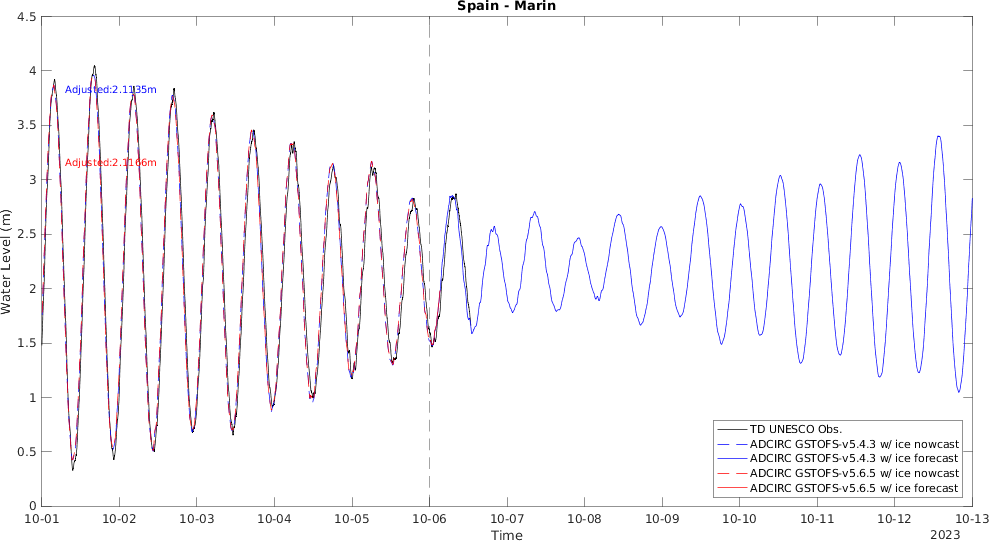 Spain - Marin
4.5
4
3.5
3
2.5
2
1.5
1
0.5
0
Water Level (m)
Adjusted:2.1135m
Adjusted:2.1166m
TD UNESCO Obs.
ADCIRC GSTOFS-v5.4.3 w/ ice nowcast
ADCIRC GSTOFS-v5.4.3 w/ ice forecast
ADCIRC GSTOFS-v5.6.5 w/ ice nowcast
ADCIRC GSTOFS-v5.6.5 w/ ice forecast
10-01 10-02 10-03 10-04 10-05 10-06 10-07 10-08 10-09 10-10 10-11 10-12 10-13
Time
2023